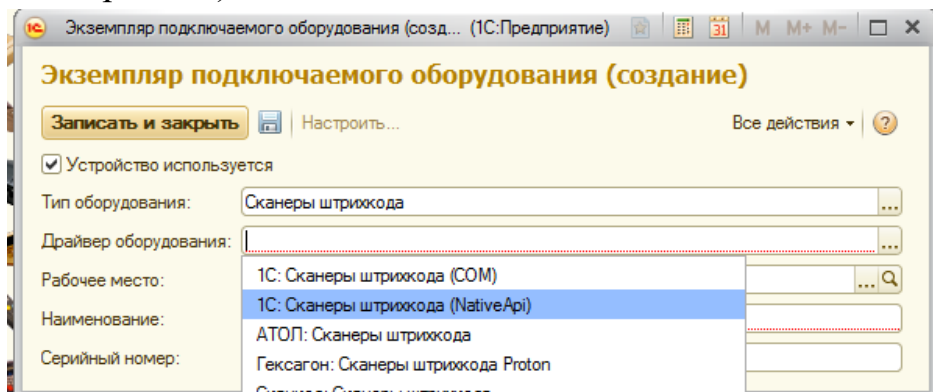 Экземпляр подключаемого оборудования (созд... (1С:Предприятие) 31 M M+ M-
Экземпляр подключаемого оборудования (создание)
Записать и закрыть Настроить... Все действия ?
Устройство используется
Тип оборудования: Сканеры штрихкода ...
Драйвер оборудования: ...
Рабочее место: ...
1С: Сканеры штрихкода (COM)
1С: Сканеры штрихкода (NativeApi)
Наименование:
АТОЛ: Сканеры штрихкода
Серийный номер:
Гексагон: Сканеры штрихкода Proton